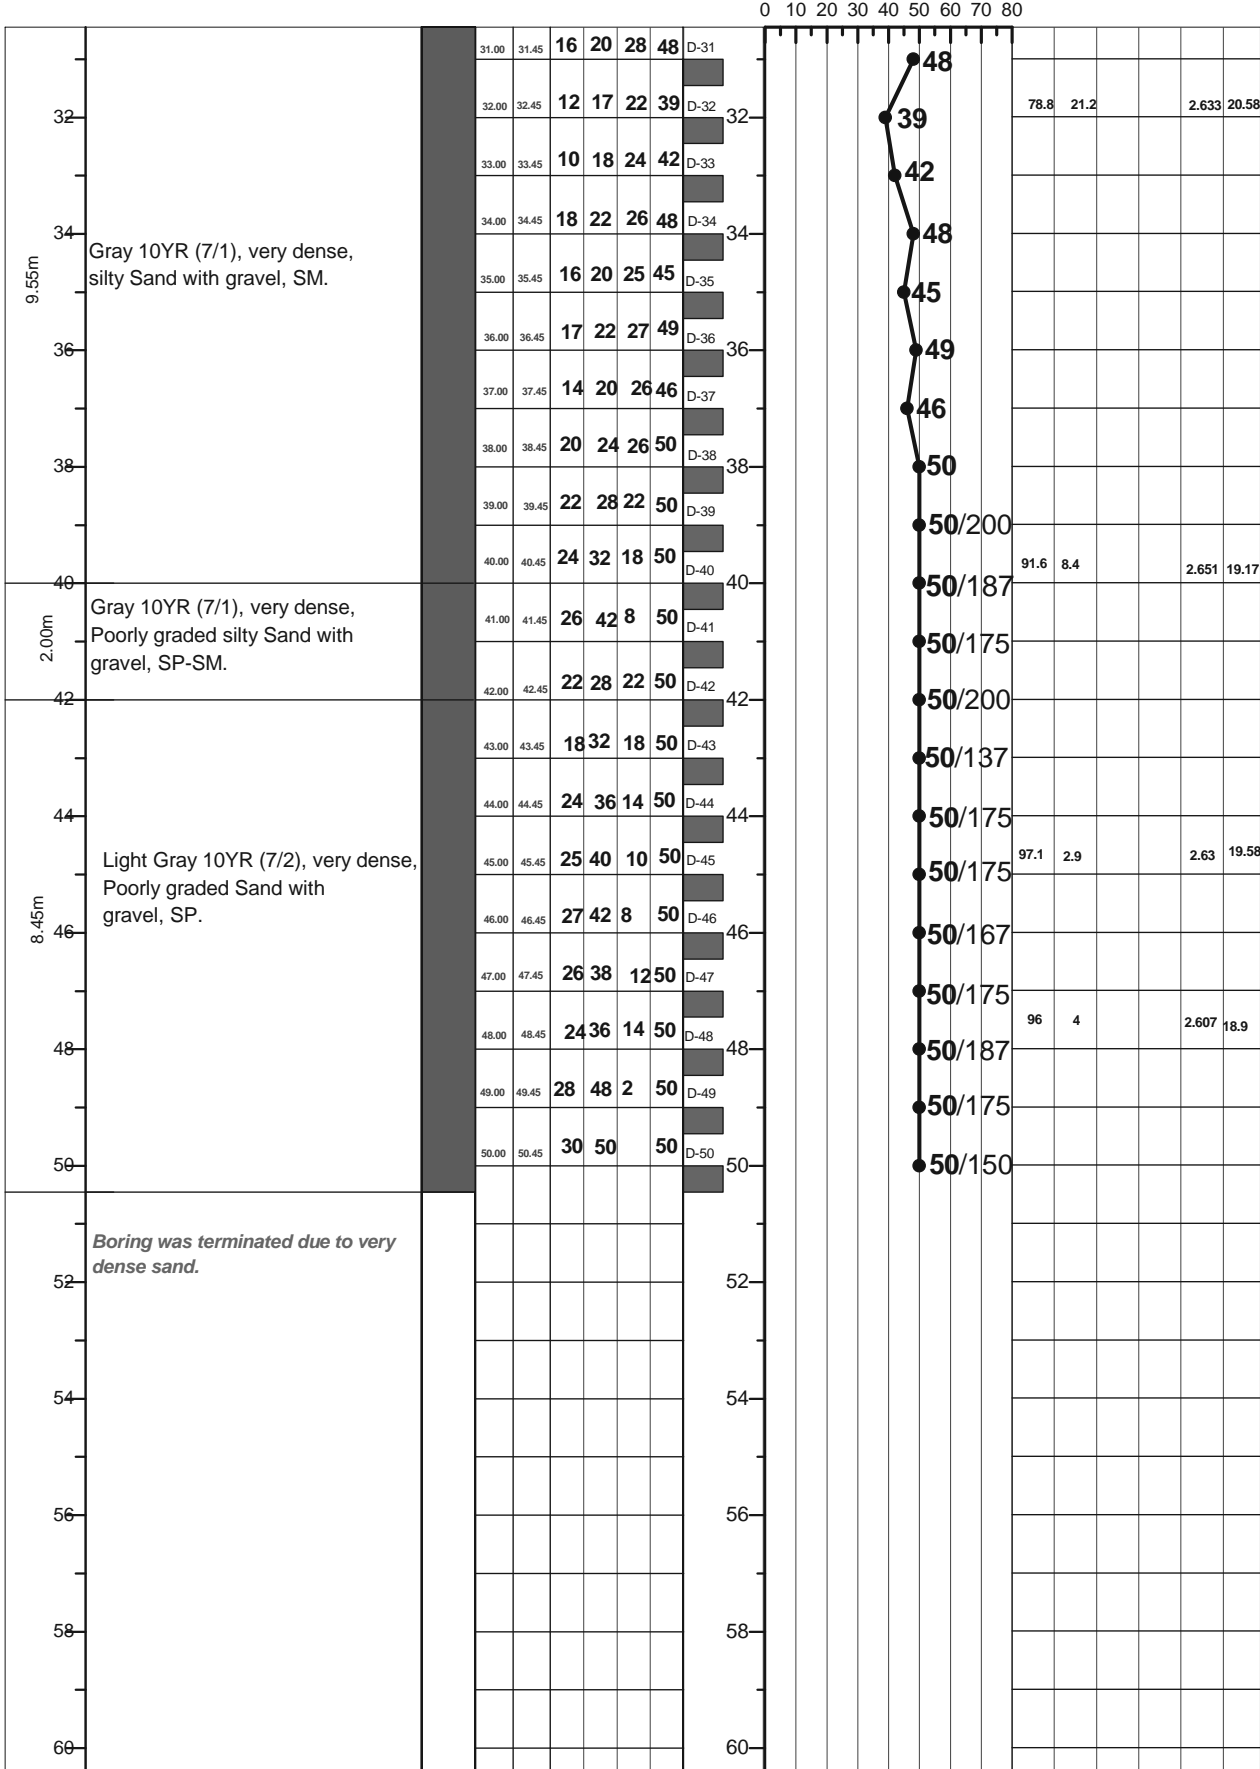 0 10 20 30 40 50 60 70 80
31.00 31.45 16 20 28 48 D-31
48
32.00 32.45 12 17 22 39 D-32
78.8 21.2 2.633 20.58
32 32 39
33.00 33.45 10 18 24 42 D-33
42
34.00 34.45 18 22 26 48 D-34
34 34 48
9.55m
Gray 10YR (7/1), very dense,
silty Sand with gravel, SM.
35.00 35.45 16 20 25 45 D-35
45
36.00 36.45 17 22 27 49 D-36
36 36 49
37.00 37.45 14 20 26 46 D-37
46
38.00 38.45 20 24 26 50 D-38
38 38 50
39.00 39.45 22 28 22 50 D-39
50/200
40.00 40.45 24 32 18 50 D-40
91.6 8.4 2.651 19.17
40 40 50/187
2.00m
Gray 10YR (7/1), very dense,
Poorly graded silty Sand with
gravel, SP-SM.
41.00 41.45 26 42 8 50 D-41
50/175
42.00 42.45 22 28 22 50 D-42
42 42 50/200
43.00 43.45 18 32 18 50 D-43
50/137
44.00 44.45 24 36 14 50 D-44
44 44 50/175
8.45m
Light Gray 10YR (7/2), very dense,
Poorly graded Sand with
gravel, SP.
45.00 45.45 25 40 10 50 D-45
97.1 2.9 2.63 19.58
50/175
46.00 46.45 27 42 8 50 D-46
46 46 50/167
47.00 47.45 26 38 12 50 D-47
50/175
48.00 48.45 24 36 14 50 D-48
96 4 2.607 18.9
48 48 50/187
49.00 49.45 28 48 2 50 D-49
50/175
50.00 50.45 30 50 50 D-50
50 50 50/150
Boring was terminated due to very
dense sand.
52 52
54 54
56 56
58 58
60 60